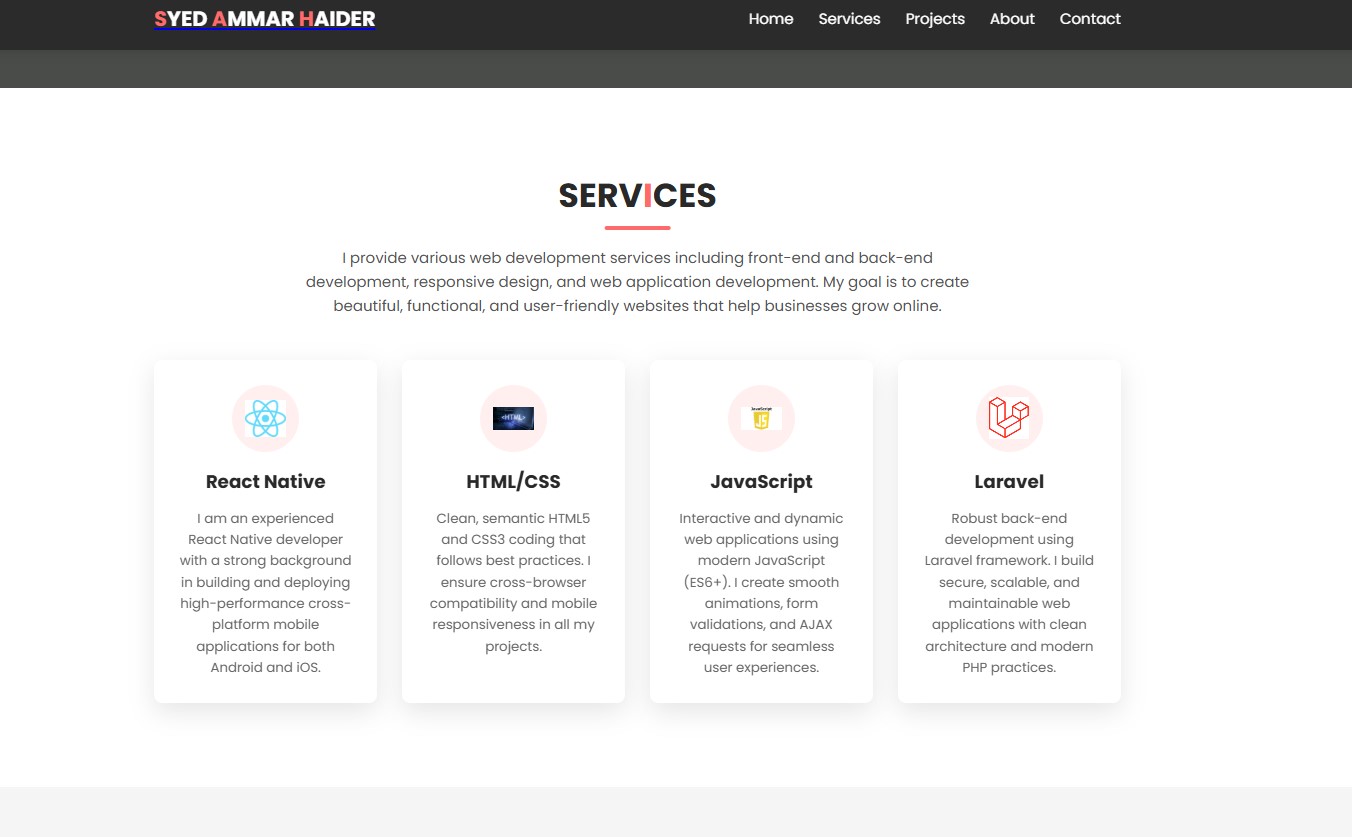 SYED AMMAR HAIDER
Home Services Projects About Contact
SERVICES
I provide various web development services including front-end and back-end
development, responsive design, and web application development. My goal is to create
beautiful, functional, and user-friendly websites that help businesses grow online.
React Native
I am an experienced
React Native developer
with a strong background
in building and deploying
high-performance cross-
platform mobile
applications for both
Android and iOS.
<HTML>
HTML/CSS
Clean, semantic HTML5
and CSS3 coding that
follows best practices. I
ensure cross-browser
compatibility and mobile
responsiveness in all my
projects.
JavaScript
JS
JavaScript
Interactive and dynamic
web applications using
modern JavaScript
(ES6+). I create smooth
animations, form
validations, and AJAX
requests for seamless
user experiences.
Laravel
Robust back-end
development using
Laravel framework. I build
secure, scalable, and
maintainable web
applications with clean
architecture and modern
PHP practices.